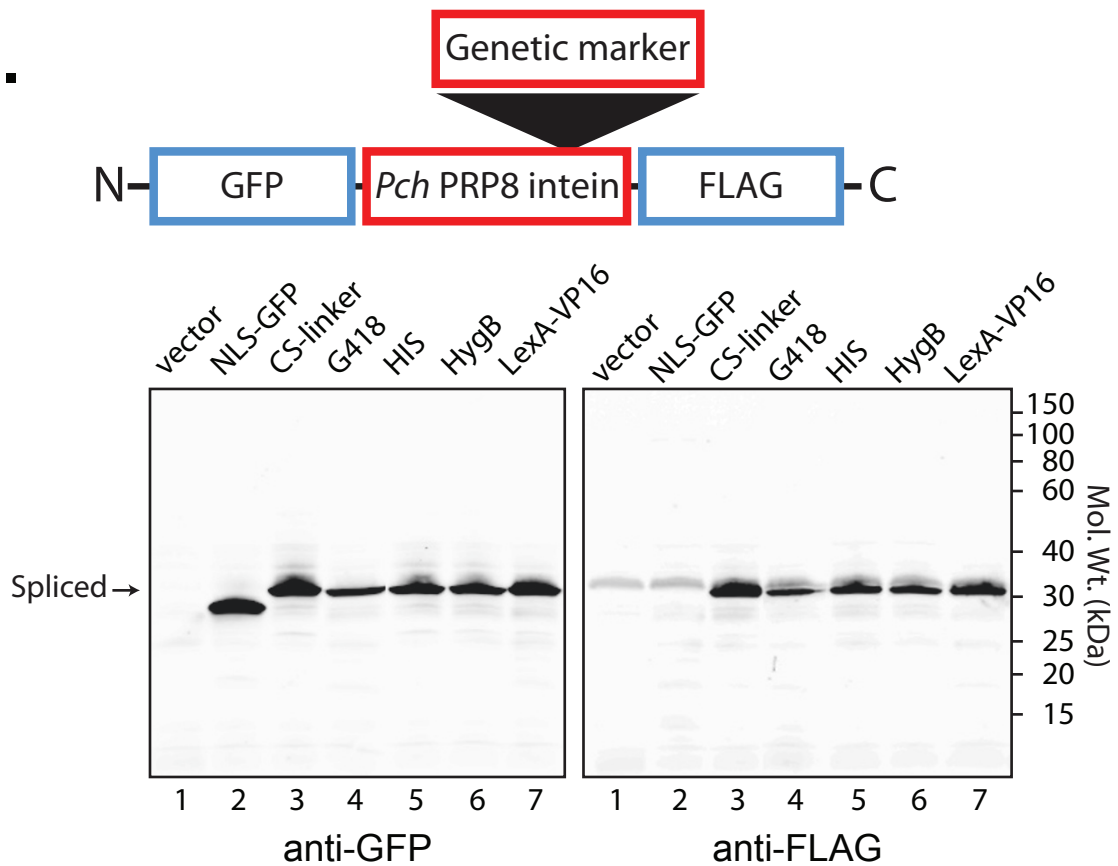 Genetic marker
N
GFP
Pch PRP8 intein
FLAG
C
vector
NLS-GFP
CS-linker
G418
HIS
HygB
LexA-VP16
vector
NLS-GFP
CS-linker
G418
HIS
HygB
LexA-VP16
Spliced →
150
100
80
60
40
30
25
20
15
Mol. Wt. (kDa)
1 2 3 4 5 6 7
1 2 3 4 5 6 7
anti-GFP
anti-FLAG